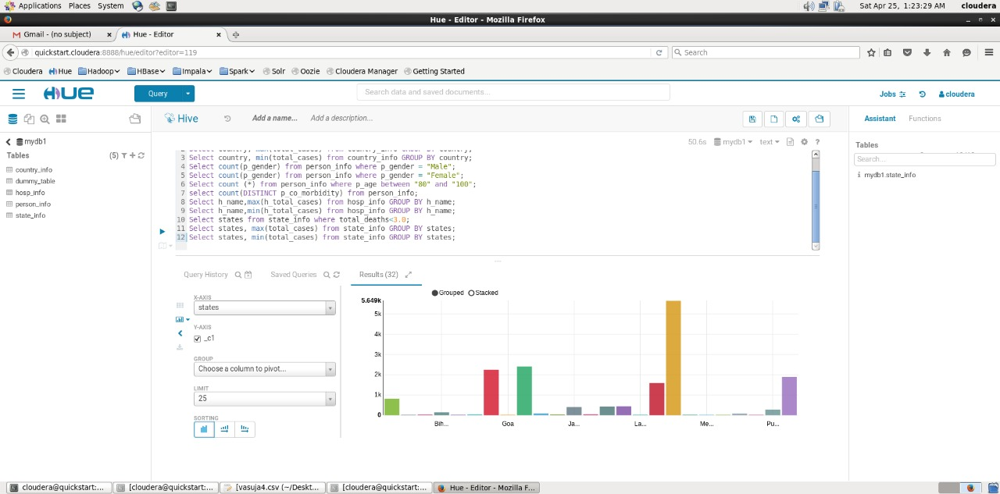 Applications Places System Sat Apr 25, 1:23:29 AM cloudera
Hue - Editor - Mozilla Firefox
Gmail - (no subject) × Hue - Editor ×
quickstart.cloudera:8888/hue/editor?editor=119 Search
Cloudera Hue Hadoop HBase Impala Spark Solr Oozie Cloudera Manager Getting Started
HUE Query Search data and saved documents... Jobs cloudera
Hive Add a name... Add a description... Assistant Functions
mydb1 50.6s mydb1 text ?
Tables (5)
country_info
dummy_table
hosp_info
person_info
state_info
2 Select country, max(total_cases) from country_info GROUP BY country;
3 Select country, min(total_cases) from country_info GROUP BY country;
4 Select count(p_gender) from person_info where p_gender = "Male";
5 Select count(p_gender) from person_info where p_gender = "Female";
6 Select count (*) from person_info where p_age between "80" and "100";
7 select count(DISTINCT p_co_morbidity) from person_info;
8 Select h_name,max(h_total_cases) from hosp_info GROUP BY h_name;
9 Select h_name,min(h_total_cases) from hosp_info GROUP BY h_name;
10 Select states from state_info where total_deaths<3.0;
11 Select states, max(total_cases) from state_info GROUP BY states;
12 Select states, min(total_cases) from state_info GROUP BY states;
Tables
Search...
mydb1.state_info
Query History Saved Queries Results (32)
X-AXIS
states
Y-AXIS
_c1
GROUP
Choose a column to pivot...
LIMIT
25
SORTING
Grouped Stacked
5.649k
5k
4k
3k
2k
1k
0
Bih... Goa Ja... La... Me... Pu...
cloudera@quickstart:... [cloudera@quickstart:... [vasuja4.csv (~/Deskt... [cloudera@quickstart:... Hue - Editor - Mozilla F...